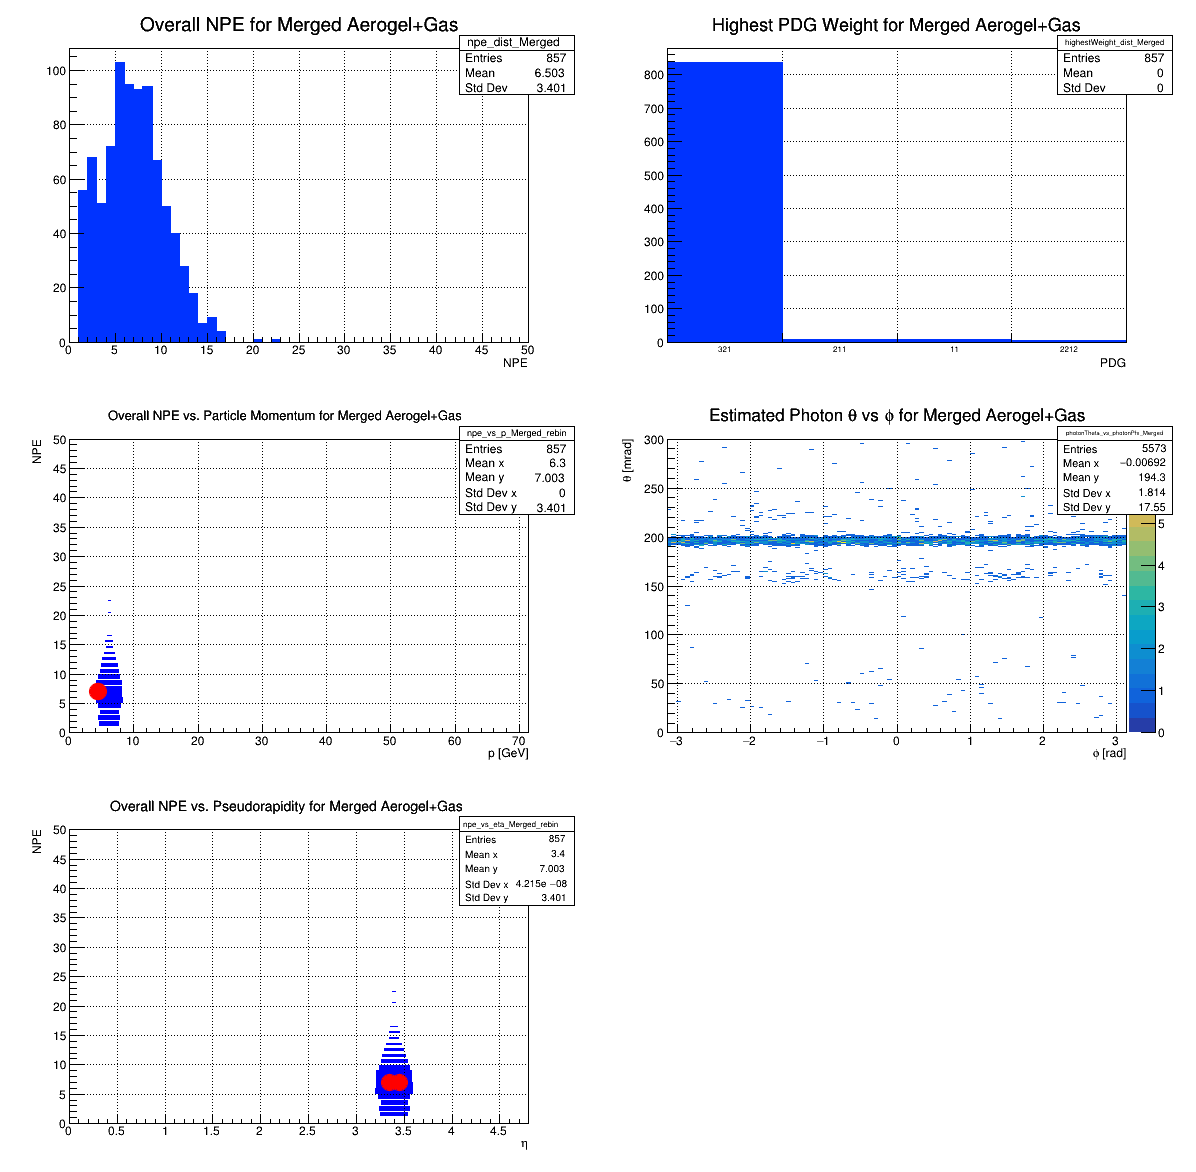 Overall NPE for Merged Aerogel+Gas
npe_dist_Merged
Entries 857
Mean 6.503
Std Dev 3.401
100
80
60
40
20
0
0 5 10 15 20 25 30 35 40 45 50
NPE
Highest PDG Weight for Merged Aerogel+Gas
highestWeight_dist_Merged
Entries 857
Mean 0
Std Dev 0
800
700
600
500
400
300
200
100
0
321 211 11 2212
PDG
Overall NPE vs. Particle Momentum for Merged Aerogel+Gas
npe_vs_p_Merged_rebin
Entries 857
Mean x 6.3
Mean y 7.003
Std Dev x 0
Std Dev y 3.401
NPE
50
45
40
35
30
25
20
15
10
5
0
0 10 20 30 40 50 60 70
p [GeV]
Estimated Photon θ vs ϕ for Merged Aerogel+Gas
photonTheta_vs_photonPhi_Merged
Entries 5573
Mean x −0.00692
Mean y 194.3
Std Dev x 1.814
Std Dev y 17.55
θ [mrad]
300
250
200
150
100
50
0
−3 −2 −1 0 1 2 3
ϕ [rad]
5
4
3
2
1
0
Overall NPE vs. Pseudorapidity for Merged Aerogel+Gas
npe_vs_eta_Merged_rebin
Entries 857
Mean x 3.4
Mean y 7.003
Std Dev x 4.215e −08
Std Dev y 3.401
NPE
50
45
40
35
30
25
20
15
10
5
0
0 0.5 1 1.5 2 2.5 3 3.5 4 4.5
η